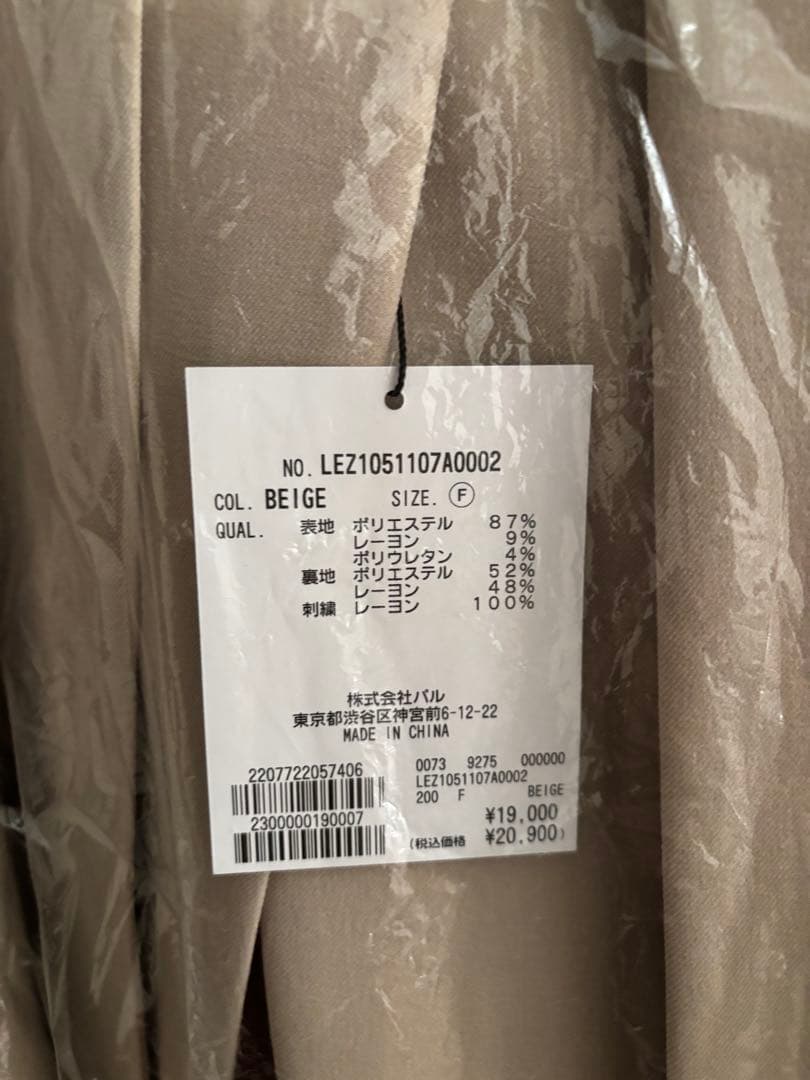 NO. LEZ1051107A0002
COL. BEIGE SIZE. Ⓕ
QUAL. 表地 ポリエステル 87%
レーヨン 9%
ポリウレタン 4%
裏地 ポリエステル 52%
レーヨン 48%
刺繍 レーヨン 100%
株式会社パル
東京都渋谷区神宮前6-12-22
MADE IN CHINA
2207722057406
2300000190007
0073 9275 000000
LEZ1051107A0002
200 F BEIGE
¥19,000
(税込価格 ¥20,900)